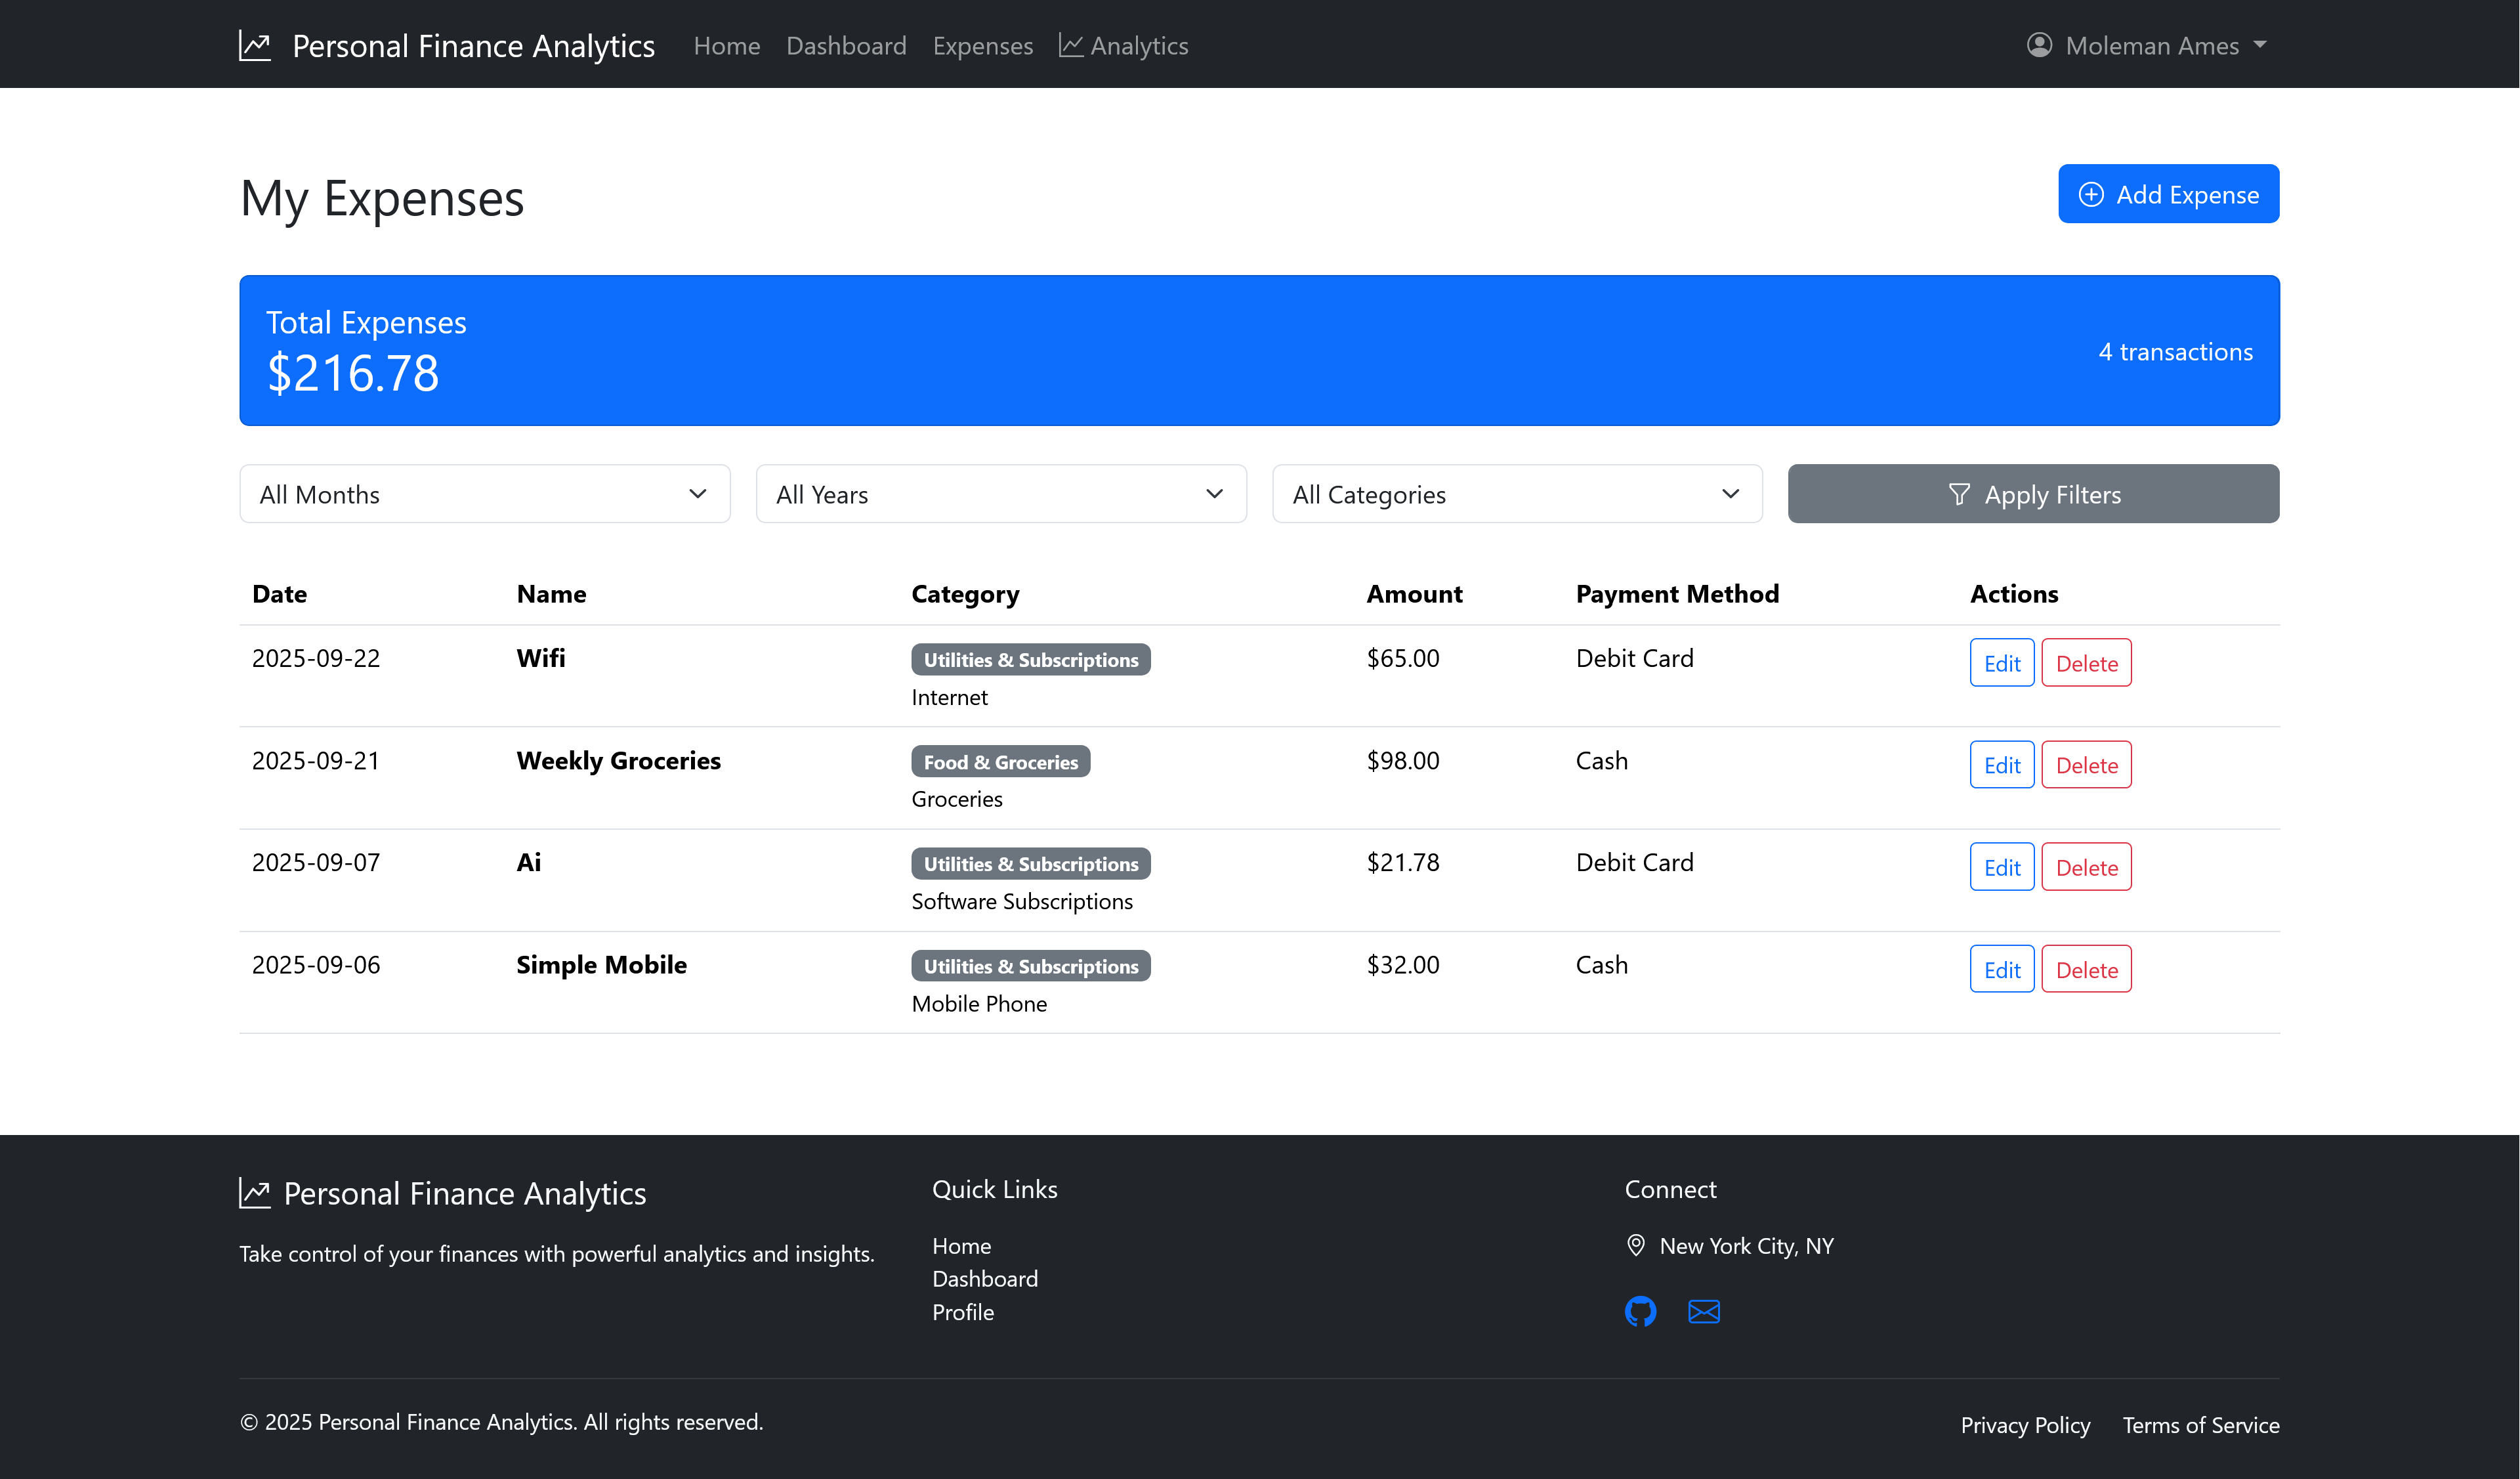 Personal Finance Analytics Home Dashboard Expenses Analytics Moleman Ames
My Expenses Add Expense
Total Expenses
$216.78
4 transactions
All Months All Years All Categories Apply Filters
Date Name Category Amount Payment Method Actions
2025-09-22 Wifi Utilities & Subscriptions $65.00 Debit Card Edit Delete
Internet
2025-09-21 Weekly Groceries Food & Groceries $98.00 Cash Edit Delete
Groceries
2025-09-07 Ai Utilities & Subscriptions $21.78 Debit Card Edit Delete
Software Subscriptions
2025-09-06 Simple Mobile Utilities & Subscriptions $32.00 Cash Edit Delete
Mobile Phone
Personal Finance Analytics
Take control of your finances with powerful analytics and insights.
Quick Links
Home
Dashboard
Profile
Connect
New York City, NY
© 2025 Personal Finance Analytics. All rights reserved.
Privacy Policy Terms of Service